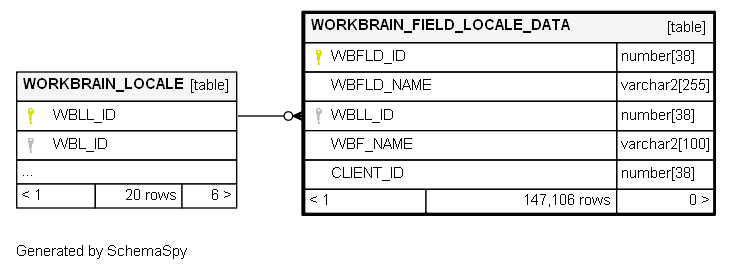 WORKBRAIN_LOCALE [table]
WBLL_ID
WBL_ID
...
< 1 20 rows 6 >
WORKBRAIN_FIELD_LOCALE_DATA [table]
WBFLD_ID number[38]
WBFLD_NAME varchar2[255]
WBLL_ID number[38]
WBF_NAME varchar2[100]
CLIENT_ID number[38]
< 1 147,106 rows 0 >
Generated by SchemaSpy